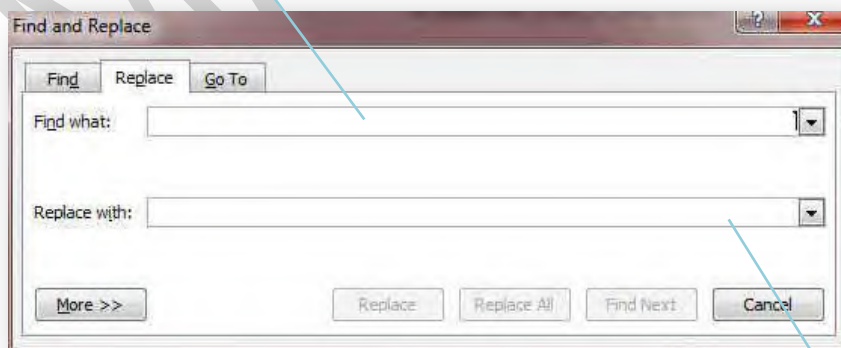 Find and Replace
Find Replace Go To
Find what:
Replace with:
More >> Replace Replace All Find Next Cancel